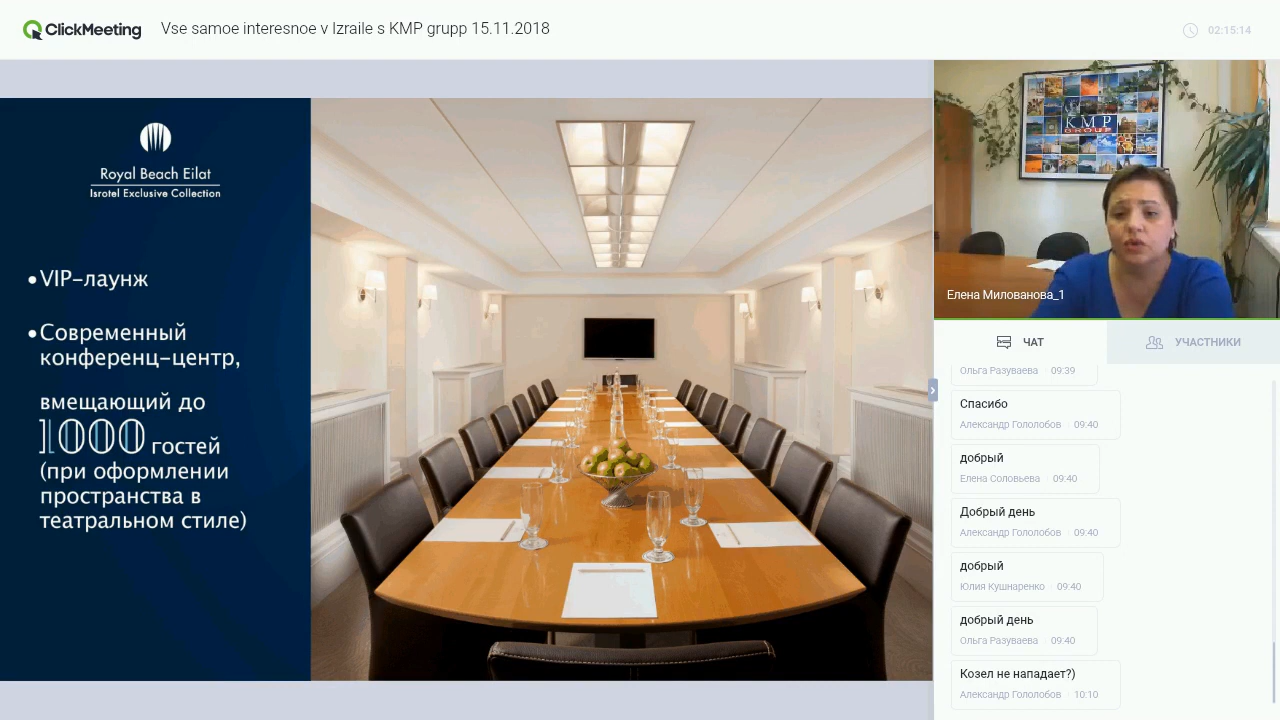 ClickMeeting
Vse samoe interesnoe v Izraile s KMP grupp 15.11.2018
02:15:14
Royal Beach Eilat
Isrotel Exclusive Collection
•VIP-лаунж
•Современный
конференц-центр,
вмещающий до
1000 гостей
(при оформлении
пространства в
театральном стиле)
KMP
GROUP
Елена Милованова_1
ЧАТ
УЧАСТНИКИ
Ольга Разуваева · 09:39
Спасибо
Александр Гололобов · 09:40
добрый
Елена Соловьева · 09:40
Добрый день
Александр Гололобов · 09:40
добрый
Юлия Кушнаренко · 09:40
добрый день
Ольга Разуваева · 09:40
Козел не нападает?)
Александр Гололобов · 10:10